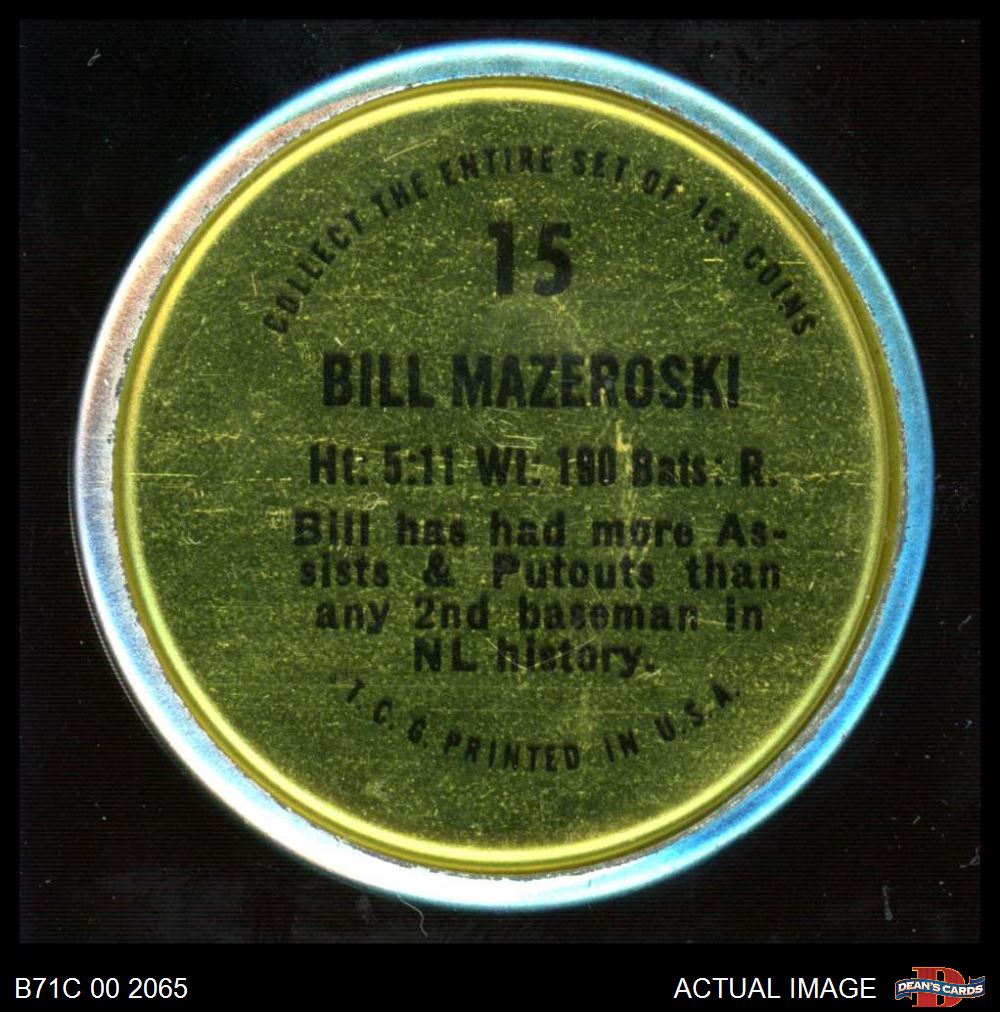 COLLECT THE ENTIRE SET OF 153 COINS
15
BILL MAZEROSKI
Ht: 5:11 Wt: 190 Bats: R.
Bill has had more As-
sists & Putouts than
any 2nd baseman in
NL history.
T.C.G. PRINTED IN U.S.A.
B71C 00 2065
ACTUAL IMAGE
DEAN'S CARDS